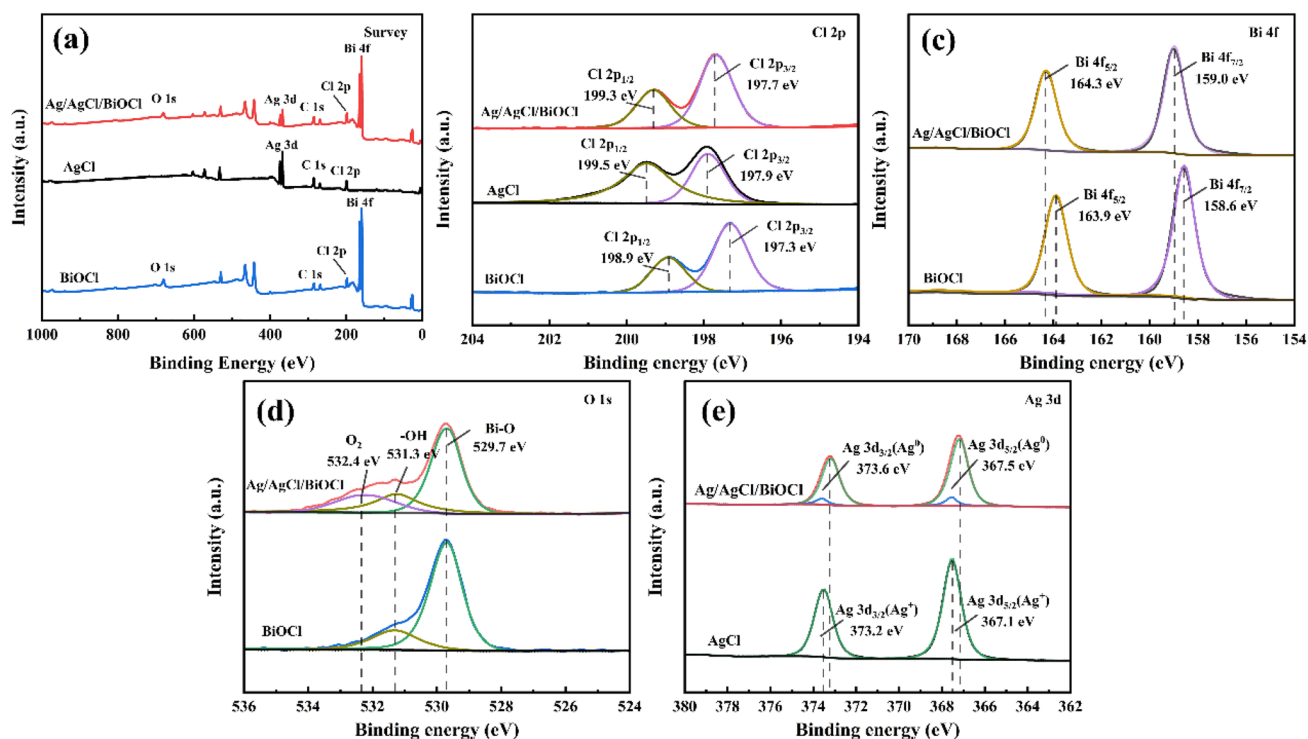 (a)
Survey
Bi 4f
Ag/AgCl/BiOCl
O 1s
Ag 3d
C 1s
Cl 2p
AgCl
Ag 3d
C 1s
Cl 2p
BiOCl
O 1s
C 1s
Cl 2p
Bi 4f
1000
800
600
400
200
0
Binding Energy (eV)
Intensity (a.u.)
Cl 2p
Cl 2p1/2
199.3 eV
Cl 2p3/2
197.7 eV
Ag/AgCl/BiOCl
Cl 2p1/2
199.5 eV
Cl 2p3/2
197.9 eV
AgCl
Cl 2p1/2
198.9 eV
Cl 2p3/2
197.3 eV
BiOCl
204
202
200
198
196
194
Binding energy (eV)
Intensity (a.u.)
(c)
Bi 4f
Bi 4f5/2
164.3 eV
Bi 4f7/2
159.0 eV
Ag/AgCl/BiOCl
Bi 4f5/2
163.9 eV
Bi 4f7/2
158.6 eV
BiOCl
170
168
166
164
162
160
158
156
154
Binding energy (eV)
Intensity (a.u.)
(d)
O 1s
O2
532.4 eV
-OH
531.3 eV
Bi-O
529.7 eV
Ag/AgCl/BiOCl
BiOCl
536
534
532
530
528
526
524
Binding energy (eV)
Intensity (a.u.)
(e)
Ag 3d
Ag 3d3/2(Ag0)
373.6 eV
Ag 3d5/2(Ag0)
367.5 eV
Ag/AgCl/BiOCl
Ag 3d3/2(Ag+)
373.2 eV
Ag 3d5/2(Ag+)
367.1 eV
AgCl
380
378
376
374
372
370
368
366
364
362
Binding energy (eV)
Intensity (a.u.)